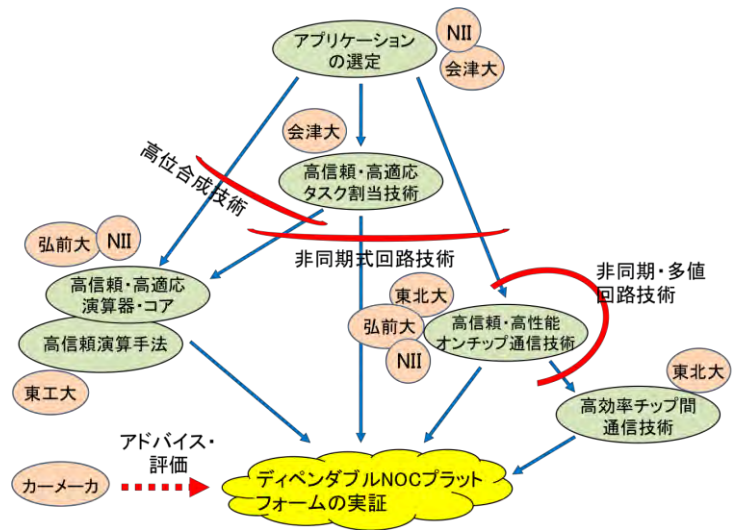 アプリケーション
の選定
NII
会津大
会津大
高信頼・高適応
タスク割当技術
高位合成技術
弘前大
NII
非同期式回路技術
非同期・多値
回路技術
高信頼・高適応
演算器・コア
高信頼演算手法
東工大
東北大
弘前大
NII
高信頼・高性能
オンチップ通信技術
東北大
高効率チップ間
通信技術
アドバイス・
評価
カーメーカ
ディペンダブルNOCプラット
フォームの実証